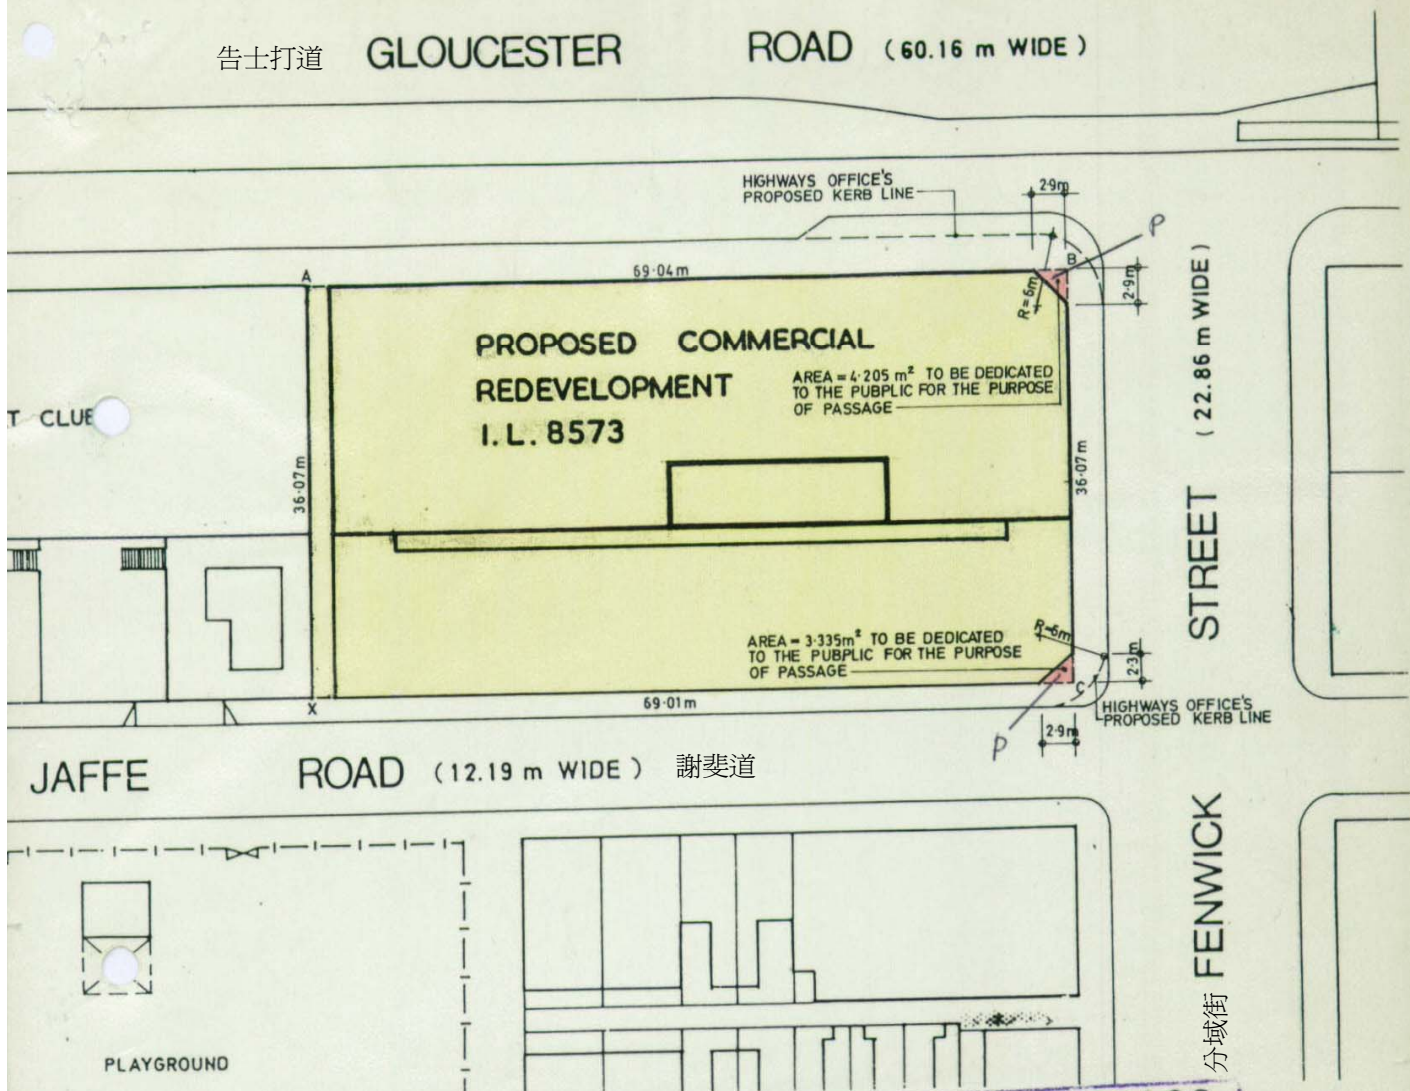 告士打道 GLOUCESTER ROAD (60.16 m WIDE)
HIGHWAYS OFFICE'S
PROPOSED KERB LINE
2·9m
P
B
A
69·04m
2·9m
R=6m
PROPOSED COMMERCIAL
REDEVELOPMENT
I.L. 8573
AREA = 4·205 m² TO BE DEDICATED
TO THE PUBPLIC FOR THE PURPOSE
OF PASSAGE
T CLUB
36·07m
36·07m
FENWICK STREET (22.86 m WIDE)
分域街
R=6m
AREA = 3·335m² TO BE DEDICATED
TO THE PUBPLIC FOR THE PURPOSE
OF PASSAGE
2·3m
C
X
69·01m
HIGHWAYS OFFICE'S
PROPOSED KERB LINE
2·9m
P
JAFFE ROAD (12.19 m WIDE) 謝斐道
PLAYGROUND